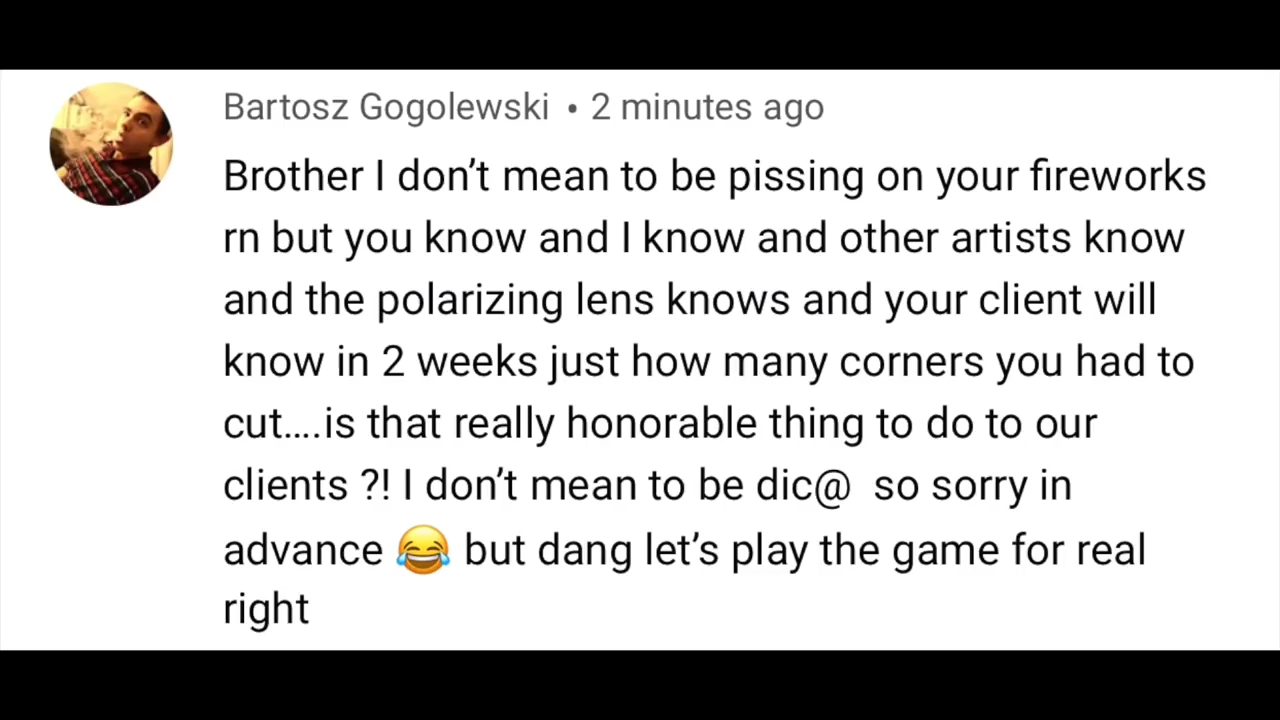 Bartosz Gogolewski • 2 minutes ago
Brother I don’t mean to be pissing on your fireworks
rn but you know and I know and other artists know
and the polarizing lens knows and your client will
know in 2 weeks just how many corners you had to
cut....is that really honorable thing to do to our
clients ?! I don’t mean to be dic@  so sorry in
advance 😂 but dang let’s play the game for real
right